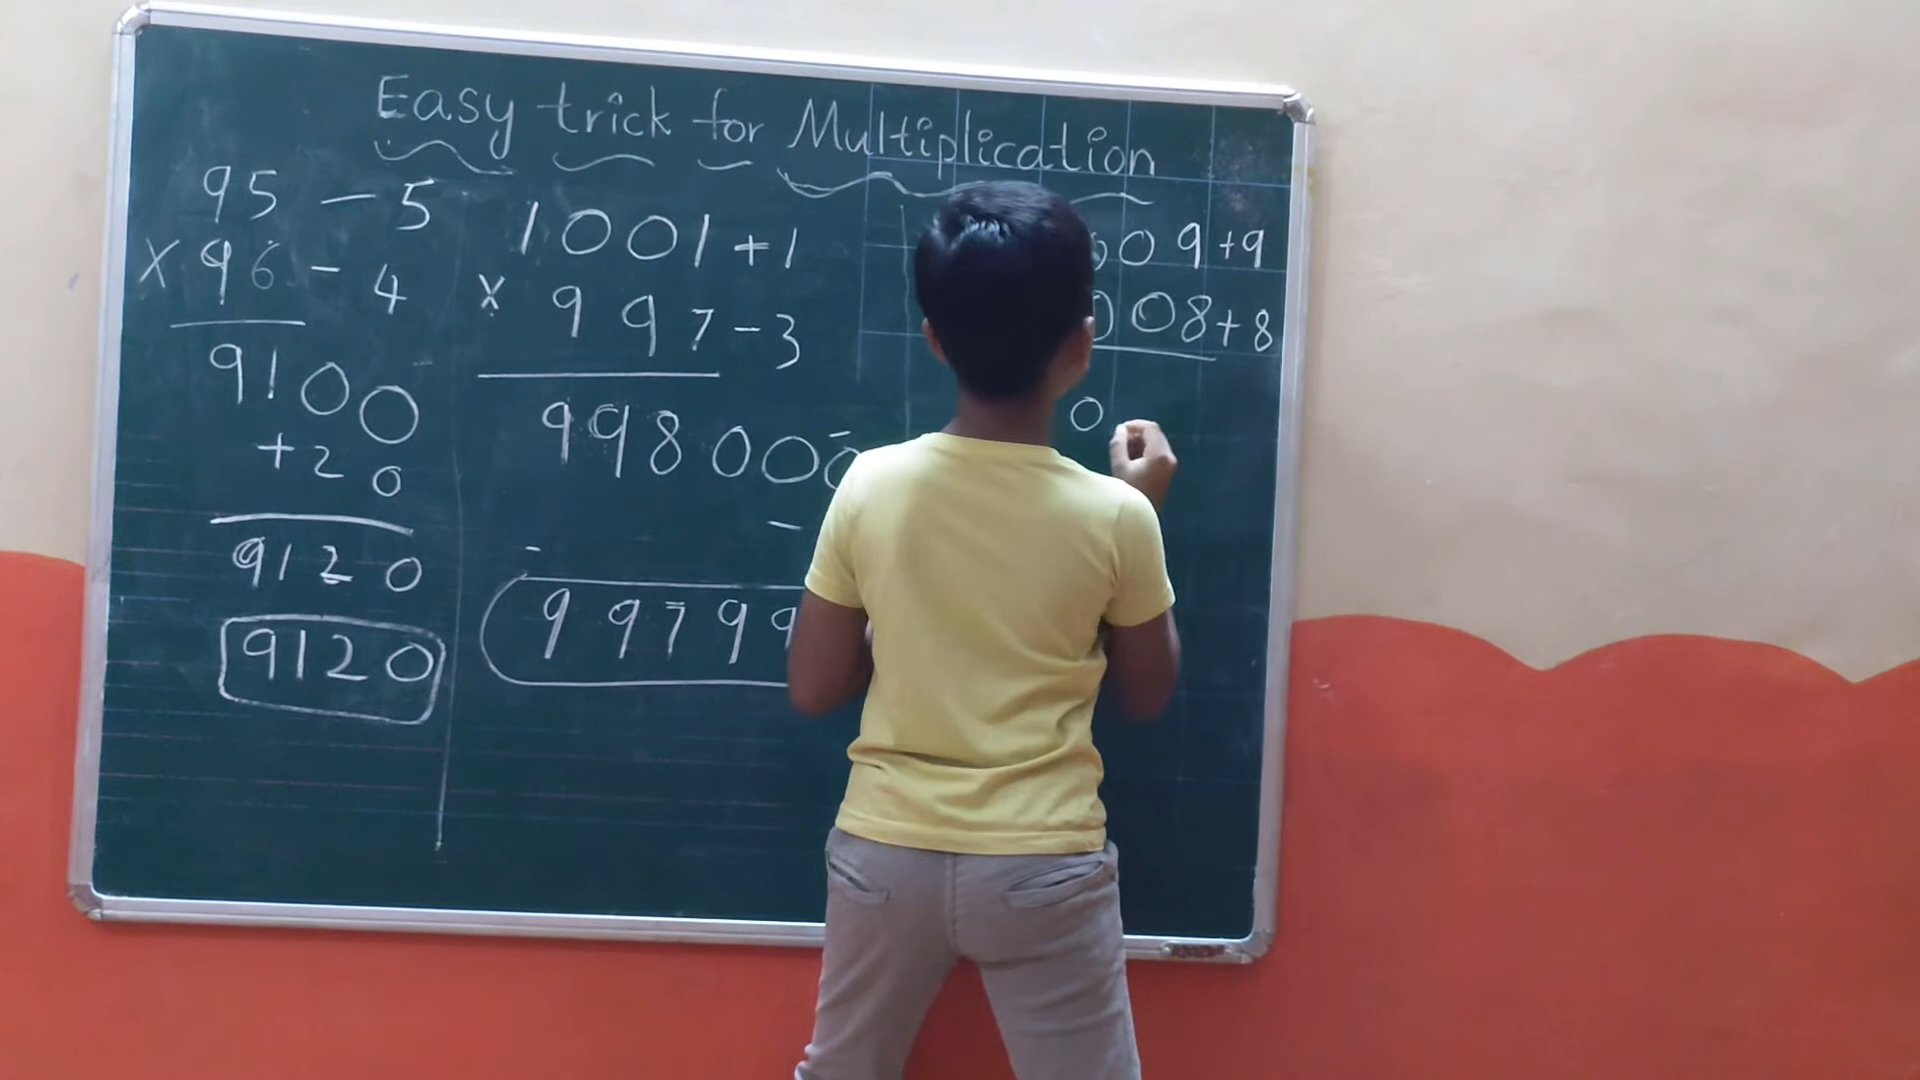 Easy trick for Multiplication
95 - 5
X 96 - 4
9100
+20
9120
9120
1001+1
x 997-3
998000
-
99799
009+9
008+8
0